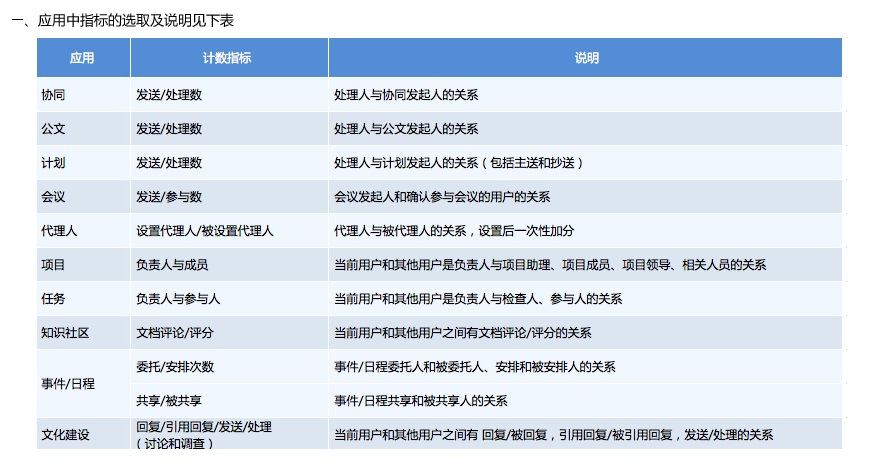 一、应用中指标的选取及说明见下表
应用 计数指标 说明
协同 发送/处理数 处理人与协同发起人的关系
公文 发送/处理数 处理人与公文发起人的关系
计划 发送/处理数 处理人与计划发起人的关系（包括主送和抄送）
会议 发送/参与数 会议发起人和确认参与会议的用户的关系
代理人 设置代理人/被设置代理人 代理人与被代理人的关系，设置后一次性加分
项目 负责人与成员 当前用户和其他用户是负责人与项目助理、项目成员、项目领导、相关人员的关系
任务 负责人与参与人 当前用户和其他用户是负责人与检查人、参与人的关系
知识社区 文档评论/评分 当前用户和其他用户之间有文档评论/评分的关系
事件/日程 委托/安排次数 事件/日程委托人和被委托人、安排和被安排人的关系
共享/被共享 事件/日程共享和被共享人的关系
文化建设 回复/引用回复/发送/处理
（讨论和调查） 当前用户和其他用户之间有 回复/被回复，引用回复/被引用回复，发送/处理的关系